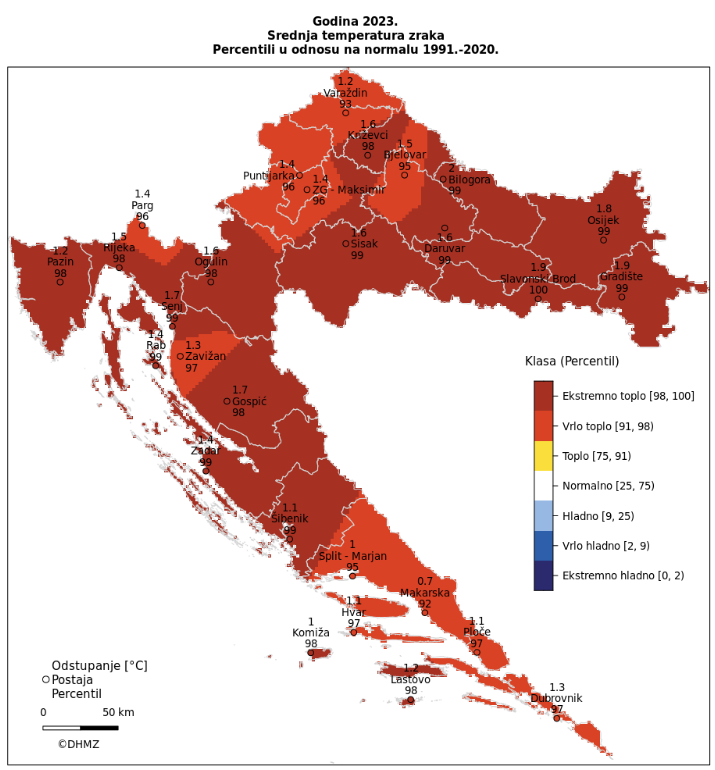 Godina 2023.
Srednja temperatura zraka
Percentili u odnosu na normalu 1991.-2020.
1.2
Varaždin
93
1.6
Križevci
98
1.5
Bjelovar
95
1.4
Puntijarka
96
1.4
ZG - Maksimir
96
2
Bilogora
99
1.4
Parg
96
1.8
Osijek
99
1.2
Pazin
98
1.5
Rijeka
98
1.6
Ogulin
98
1.6
Sisak
99
1.6
Daruvar
99
1.9
Slavonski Brod
100
1.9
Gradište
99
1.7
Senj
99
1.4
Rab
99
1.3
Zavižan
97
1.7
Gospić
98
1.4
Zadar
99
1.1
Šibenik
99
1
Split - Marjan
95
0.7
Makarska
92
1.1
Hvar
97
1
Komiža
98
1.1
Ploče
97
1.2
Lastovo
98
1.3
Dubrovnik
97
Klasa (Percentil)
Ekstremno toplo [98, 100]
Vrlo toplo [91, 98)
Toplo [75, 91)
Normalno [25, 75)
Hladno [9, 25)
Vrlo hladno [2, 9)
Ekstremno hladno [0, 2)
Odstupanje [°C]
Postaja
Percentil
0 50 km
©DHMZ